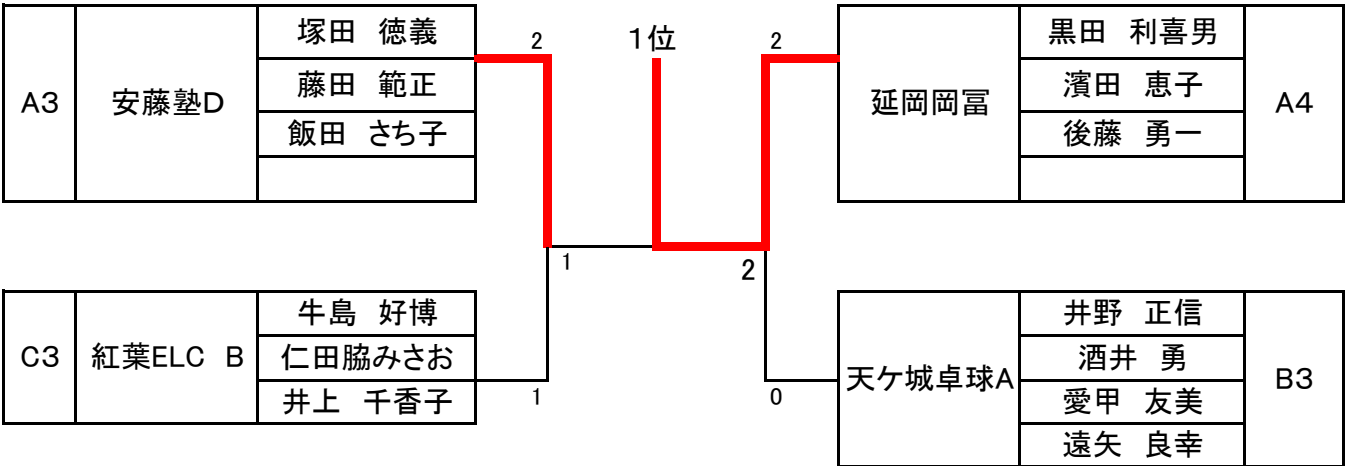 A3
安藤塾D
塚田　徳義
藤田　範正
飯田　さち子
2
1位
2
延岡岡冨
黒田　利喜男
濱田　恵子
後藤　勇一
A4
1
2
C3
紅葉ELC　B
牛島　好博
仁田脇みさお
井上　千香子
1
0
天ケ城卓球A
井野　正信
酒井　勇
愛甲　友美
遠矢　良幸
B3